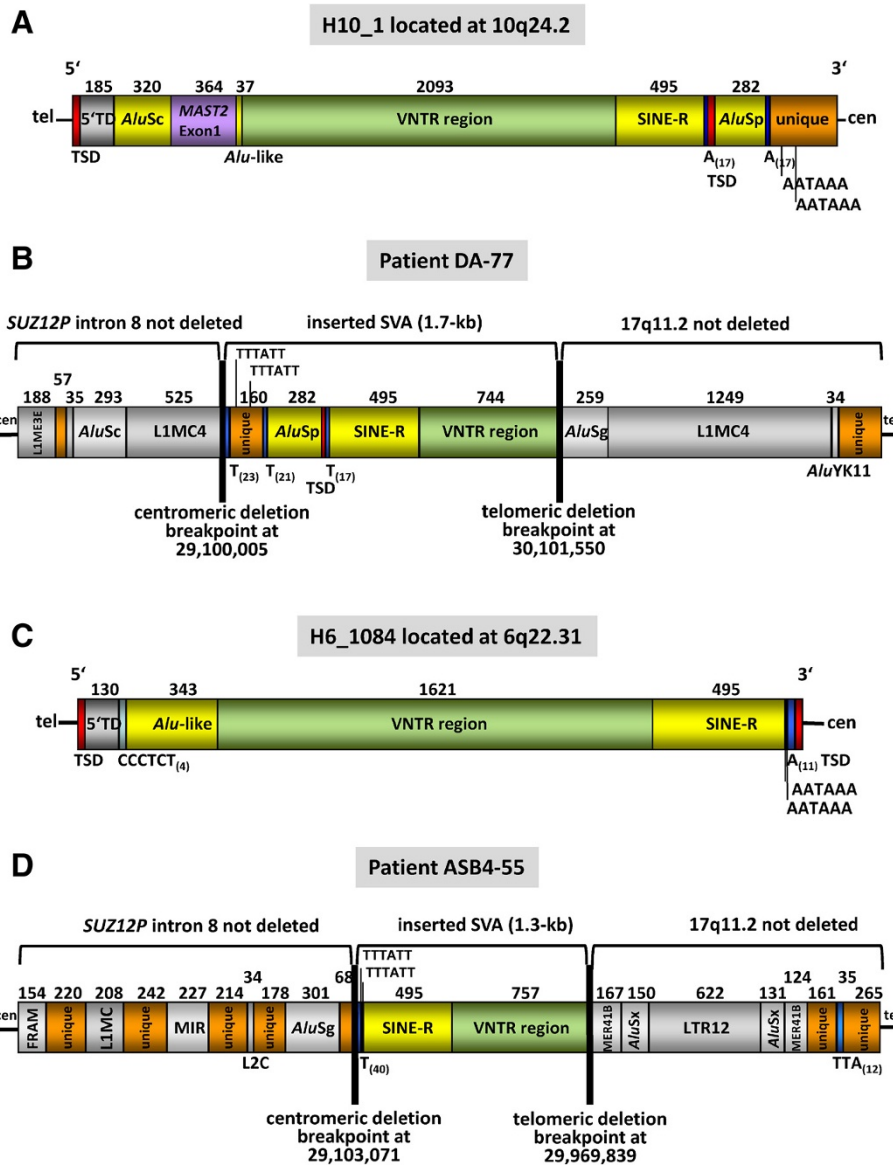 A
H10_1 located at 10q24.2
5‘ 3‘
185 320 364 37 2093 495 282
tel 5‘TD AluSc MAST2 Exon1 VNTR region SINE-R AluSp unique cen
TSD Alu-like A(17) A(17)
TSD AATAAA
AATAAA
B
Patient DA-77
SUZ12P intron 8 not deleted inserted SVA (1.7-kb) 17q11.2 not deleted
TTTATT
TTTATT
57
188 35 293 525 160 282 495 744 259 1249 34
cen L1ME3E AluSc L1MC4 unique AluSp SINE-R VNTR region AluSg L1MC4 unique te
T(23) T(21) T(17) AluYK11
TSD
centromeric deletion telomeric deletion
breakpoint at breakpoint at
29,100,005 30,101,550
C
H6_1084 located at 6q22.31
5‘ 3‘
130 343 1621 495
tel 5‘TD Alu-like VNTR region SINE-R cen
TSD CCCTCT(4) A(11) TSD
AATAAA
AATAAA
D
Patient ASB4-55
SUZ12P intron 8 not deleted inserted SVA (1.3-kb) 17q11.2 not deleted
TTTATT
TTTATT
34 68 124 35
154 220 208 242 227 214 178 301 495 757 167 150 622 131 161 265
cen FRAM unique L1MC unique MIR unique unique AluSg SINE-R VNTR region MER41B AluSx LTR12 AluSx MER41B unique unique te
L2C T(40) TTA(12)
centromeric deletion telomeric deletion
breakpoint at breakpoint at
29,103,071 29,969,839